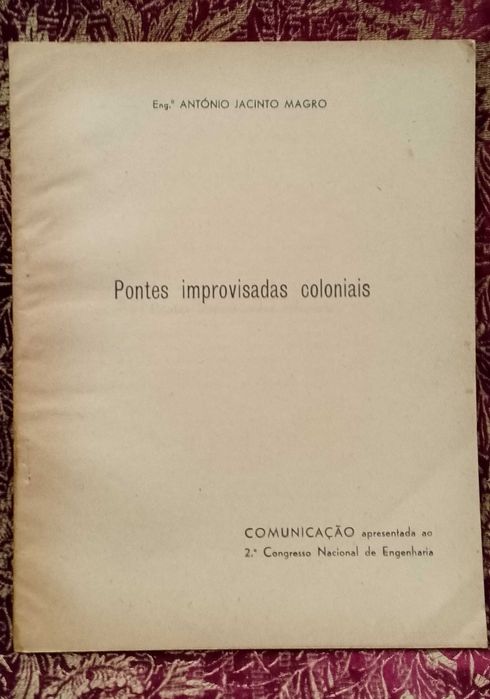 Eng.º ANTÓNIO JACINTO MAGRO
Pontes improvisadas coloniais
COMUNICAÇÃO apresentada ao
2.º Congresso Nacional de Engenharia